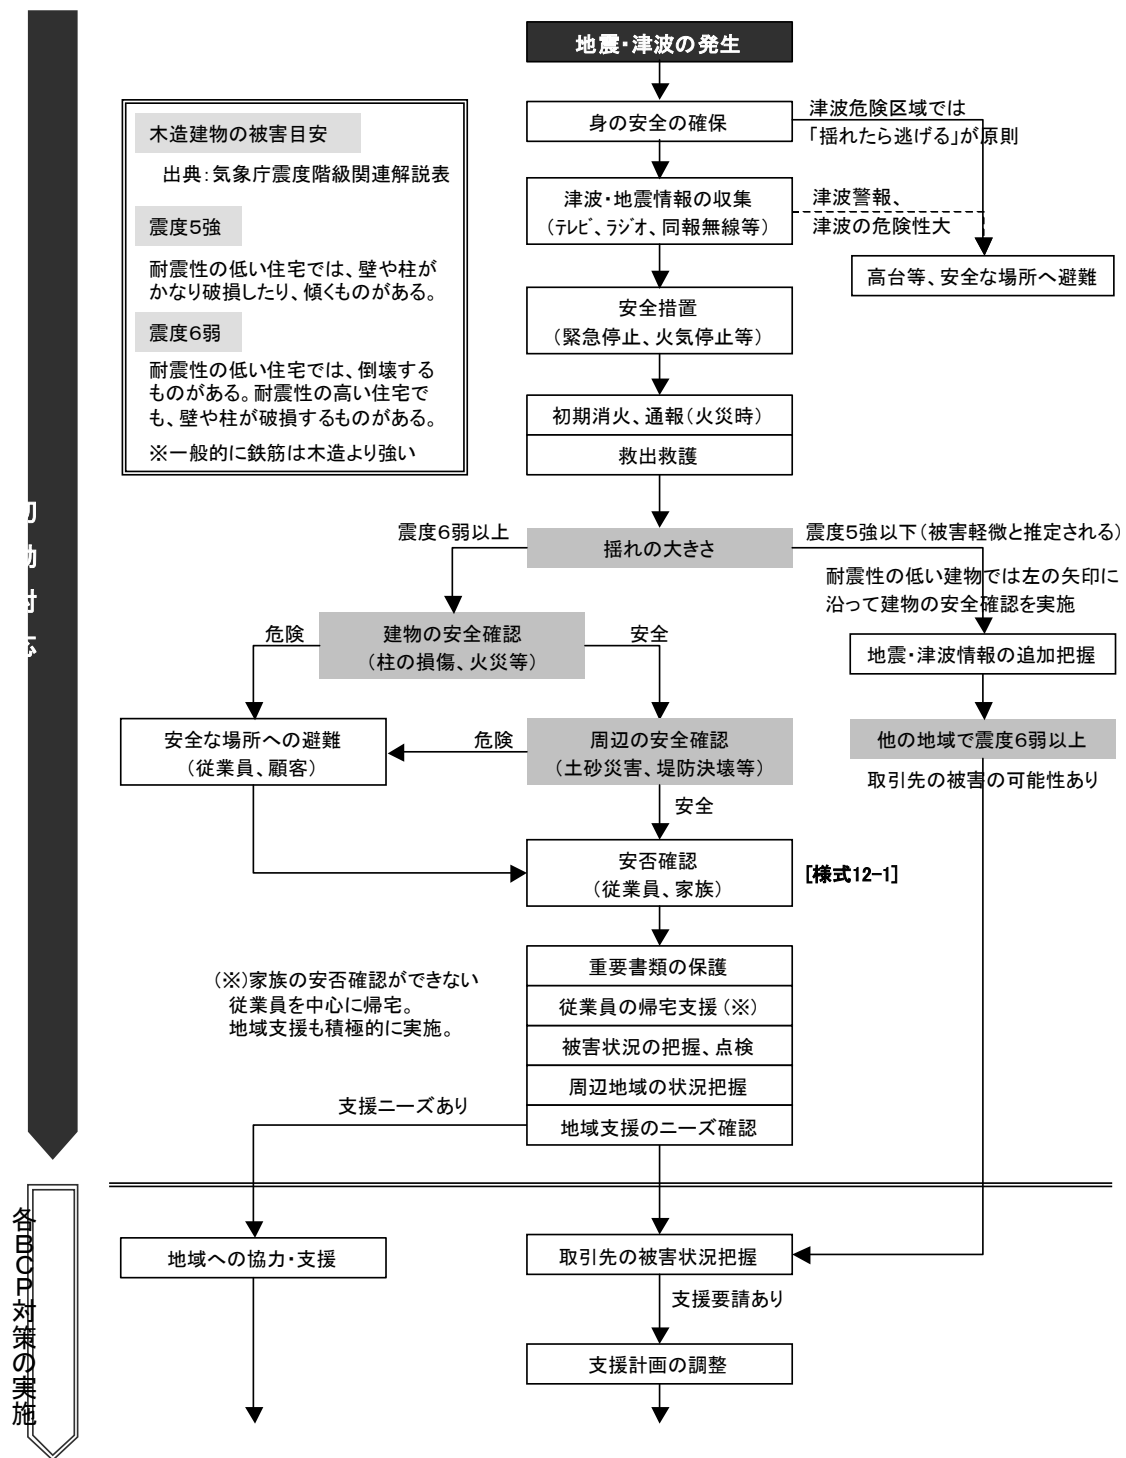 地震・津波の発生
身の安全の確保
津波危険区域では
「揺れたら逃げる」が原則
津波・地震情報の収集
（テレビ、ラジオ、同報無線等）
津波警報、
津波の危険性大
高台等、安全な場所へ避難
安全措置
（緊急停止、火気停止等）
初期消火、通報（火災時）
救出救護
木造建物の被害目安
出典：気象庁震度階級関連解説表
震度5強
耐震性の低い住宅では、壁や柱が
かなり破損したり、傾くものがある。
震度6弱
耐震性の低い住宅では、倒壊する
ものがある。耐震性の高い住宅で
も、壁や柱が破損するものがある。
※一般的に鉄筋は木造より強い
震度6弱以上
揺れの大きさ
震度5強以下（被害軽微と推定される）
耐震性の低い建物では左の矢印に
沿って建物の安全確認を実施
危険
建物の安全確認
（柱の損傷、火災等）
安全
地震・津波情報の追加把握
安全な場所への避難
（従業員、顧客）
危険
周辺の安全確認
（土砂災害、堤防決壊等）
他の地域で震度6弱以上
取引先の被害の可能性あり
安全
安否確認
（従業員、家族）
[様式12-1]
重要書類の保護
従業員の帰宅支援（※）
被害状況の把握、点検
周辺地域の状況把握
地域支援のニーズ確認
（※）家族の安否確認ができない
従業員を中心に帰宅。
地域支援も積極的に実施。
支援ニーズあり
各BCP対策の実施
地域への協力・支援
取引先の被害状況把握
支援要請あり
支援計画の調整